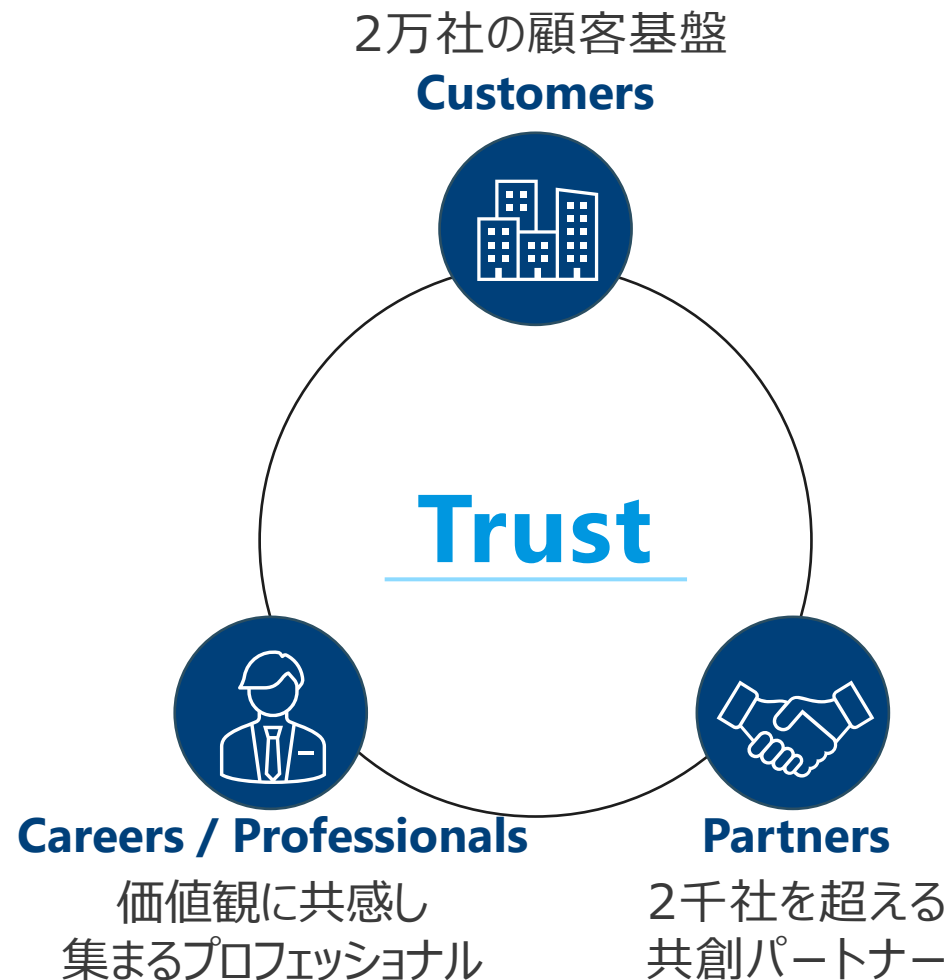 2万社の顧客基盤
Customers
Trust
Careers / Professionals
価値観に共感し
集まるプロフェッショナル
Partners
2千社を超える
共創パートナー